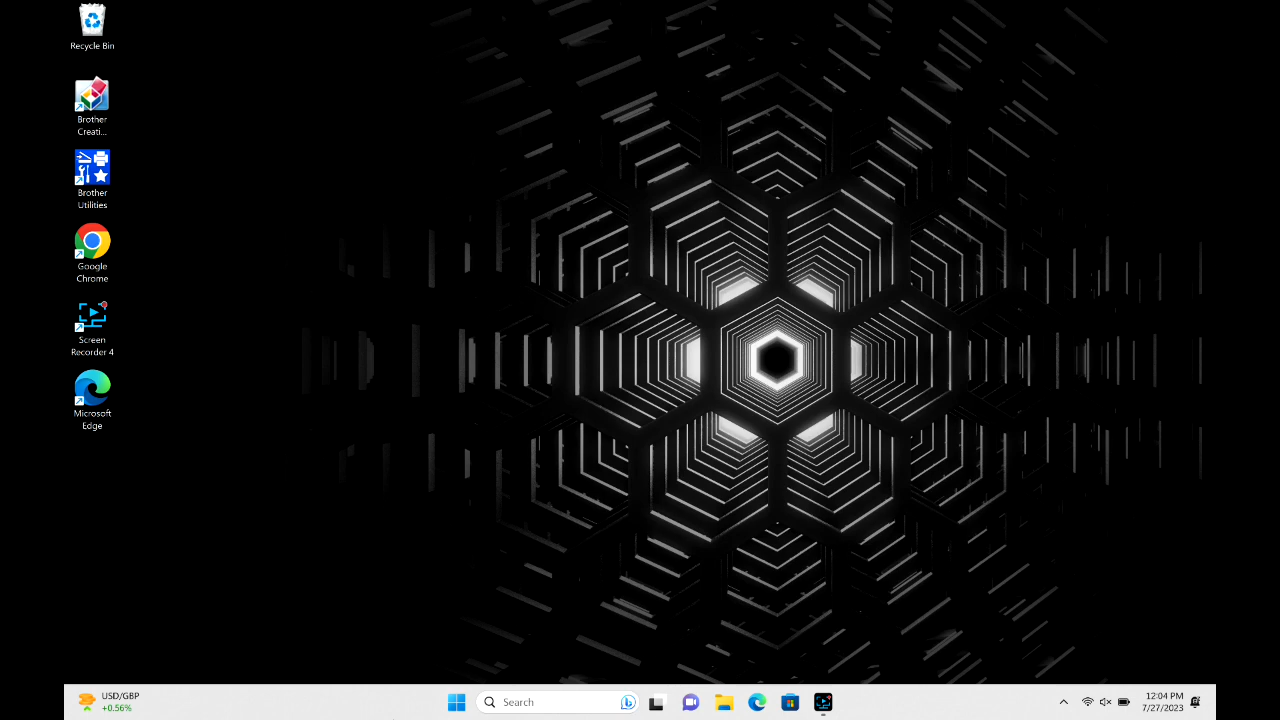 Recycle Bin
Brother
Creati...
Brother
Utilities
Google
Chrome
Screen
Recorder 4
Microsoft
Edge
USD/GBP
+0.56%
Search
12:04 PM
7/27/2023